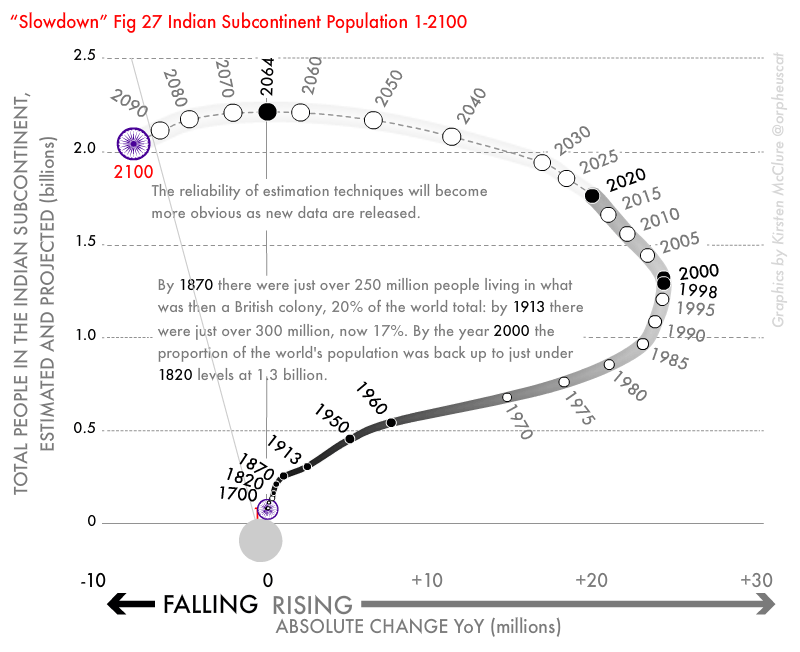 “Slowdown” Fig 27 Indian Subcontinent Population 1-2100
TOTAL PEOPLE IN THE INDIAN SUBCONTINENT,
ESTIMATED AND PROJECTED (billions)
2.5
2.0
1.5
1.0
0.5
0
2100
2090
2080
2070
2064
2060
2050
2040
2030
2025
2020
2015
2010
2005
2000
1998
1995
1990
1985
1980
1975
1970
1960
1950
1913
1870
1820
1700
1
The reliability of estimation techniques will become
more obvious as new data are released.
By 1870 there were just over 250 million people living in what
was then a British colony, 20% of the world total: by 1913 there
were just over 300 million, now 17%. By the year 2000 the
proportion of the world's population was back up to just under
1820 levels at 1.3 billion.
Graphics by Kirsten McClure @orpheuscat
-10 0 +10 +20 +30
FALLING RISING
ABSOLUTE CHANGE YoY (millions)